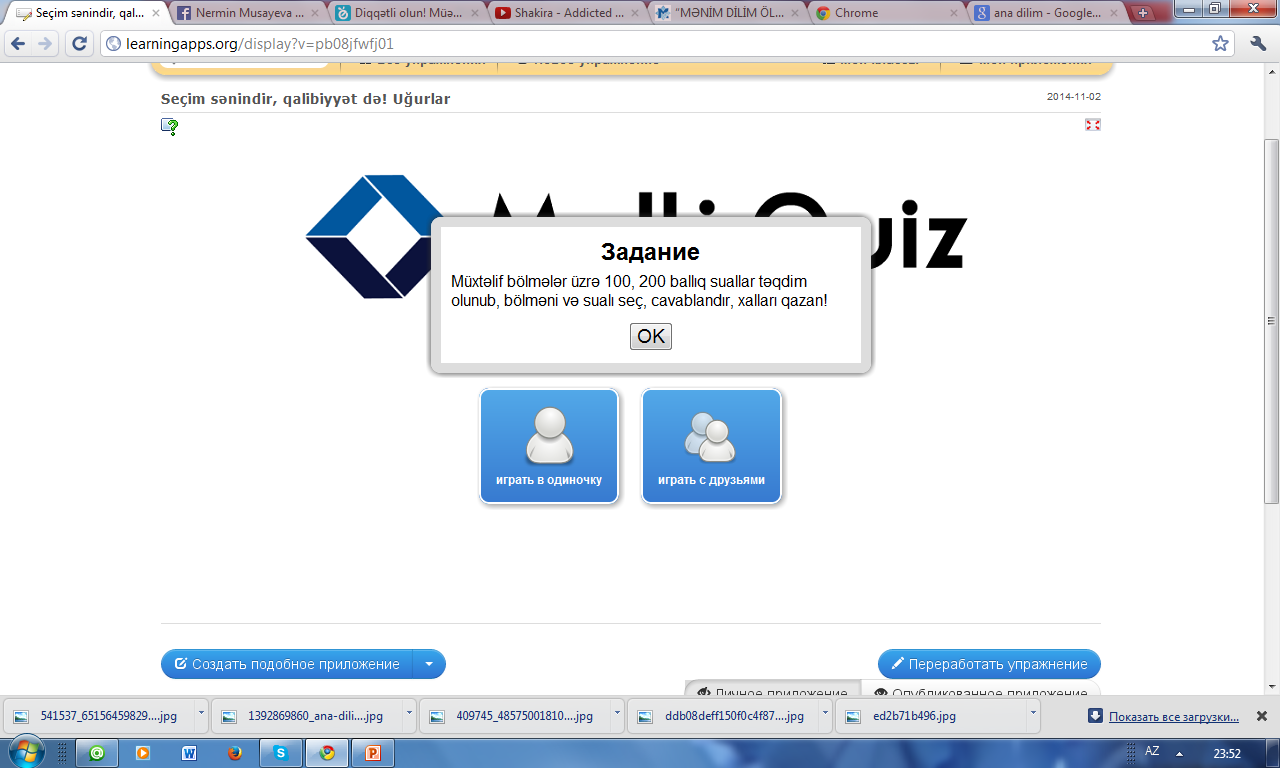 Seçim sənindir, qal...
Nermin Musayeva ...
Diqqətli olun! Müə...
Shakira - Addicted ...
"MƏNİM DİLİM ÖL...
Chrome
ana dilim - Google...
learningapps.org/display?v=pb08jfwfj01
Seçim sənindir, qalibiyyət də! Uğurlar
2014-11-02
Задание
Müxtəlif bölmələr üzrə 100, 200 ballıq suallar təqdim
olunub, bölməni və sualı seç, cavablandır, xalları qazan!
OK
играть в одиночку
играть с друзьями
Создать подобное приложение
Переработать упражнение
Личное приложение
Опубликованное приложение
541537_65156459829....jpg
1392869860_ana-dili....jpg
409745_48575001810....jpg
ddb08deff150f0c4f87....jpg
ed2b71b496.jpg
Показать все загрузки...
AZ
23:52